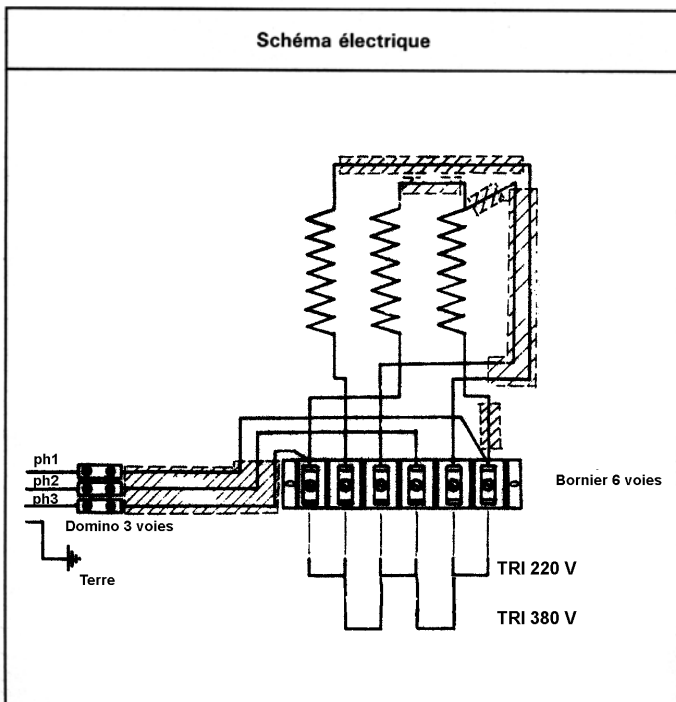 Schéma électrique
ph1
ph2
ph3
Domino 3 voies
Terre
Bornier 6 voies
TRI 220 V
TRI 380 V